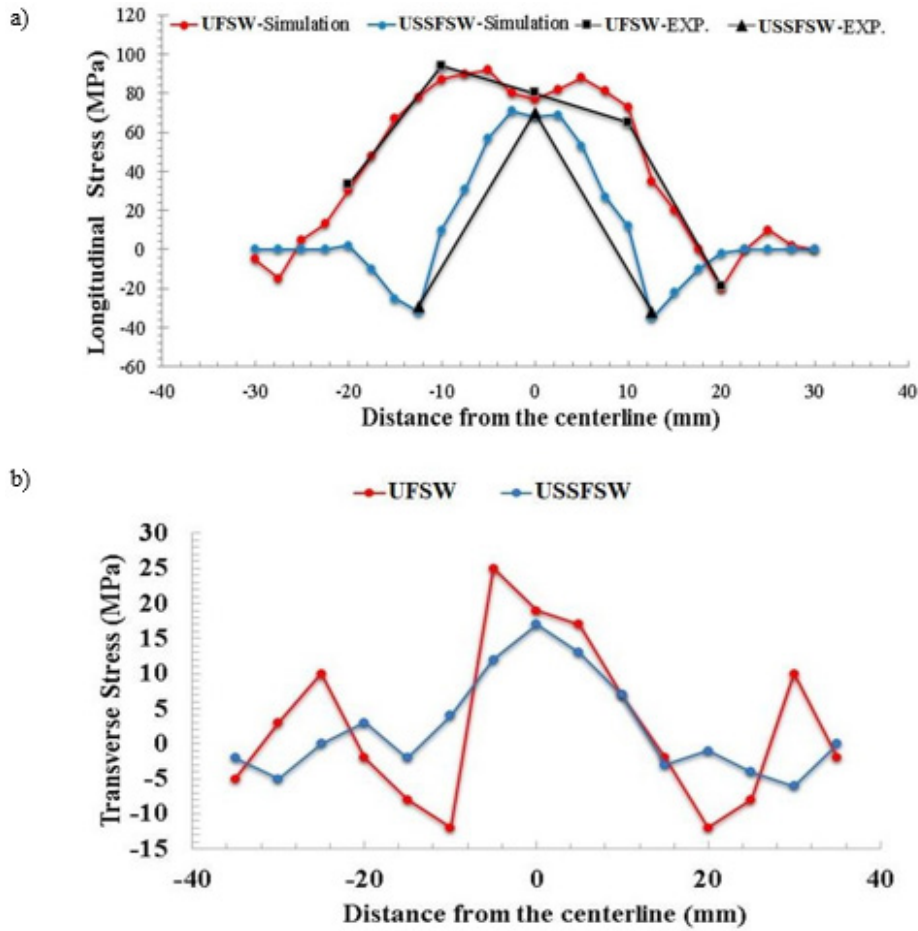 a)
UFSW-Simulation USSFSW-Simulation UFSW-EXP. USSFSW-EXP.
Longitudinal Stress (MPa)
120
100
80
60
40
20
0
-20
-40
-60
-40 -30 -20 -10 0 10 20 30 40
Distance from the centerline (mm)
b)
UFSW USSFSW
Transverse Stress (MPa)
30
25
20
15
10
5
0
-5
-10
-15
-40 -20 0 20 40
Distance from the centerline (mm)